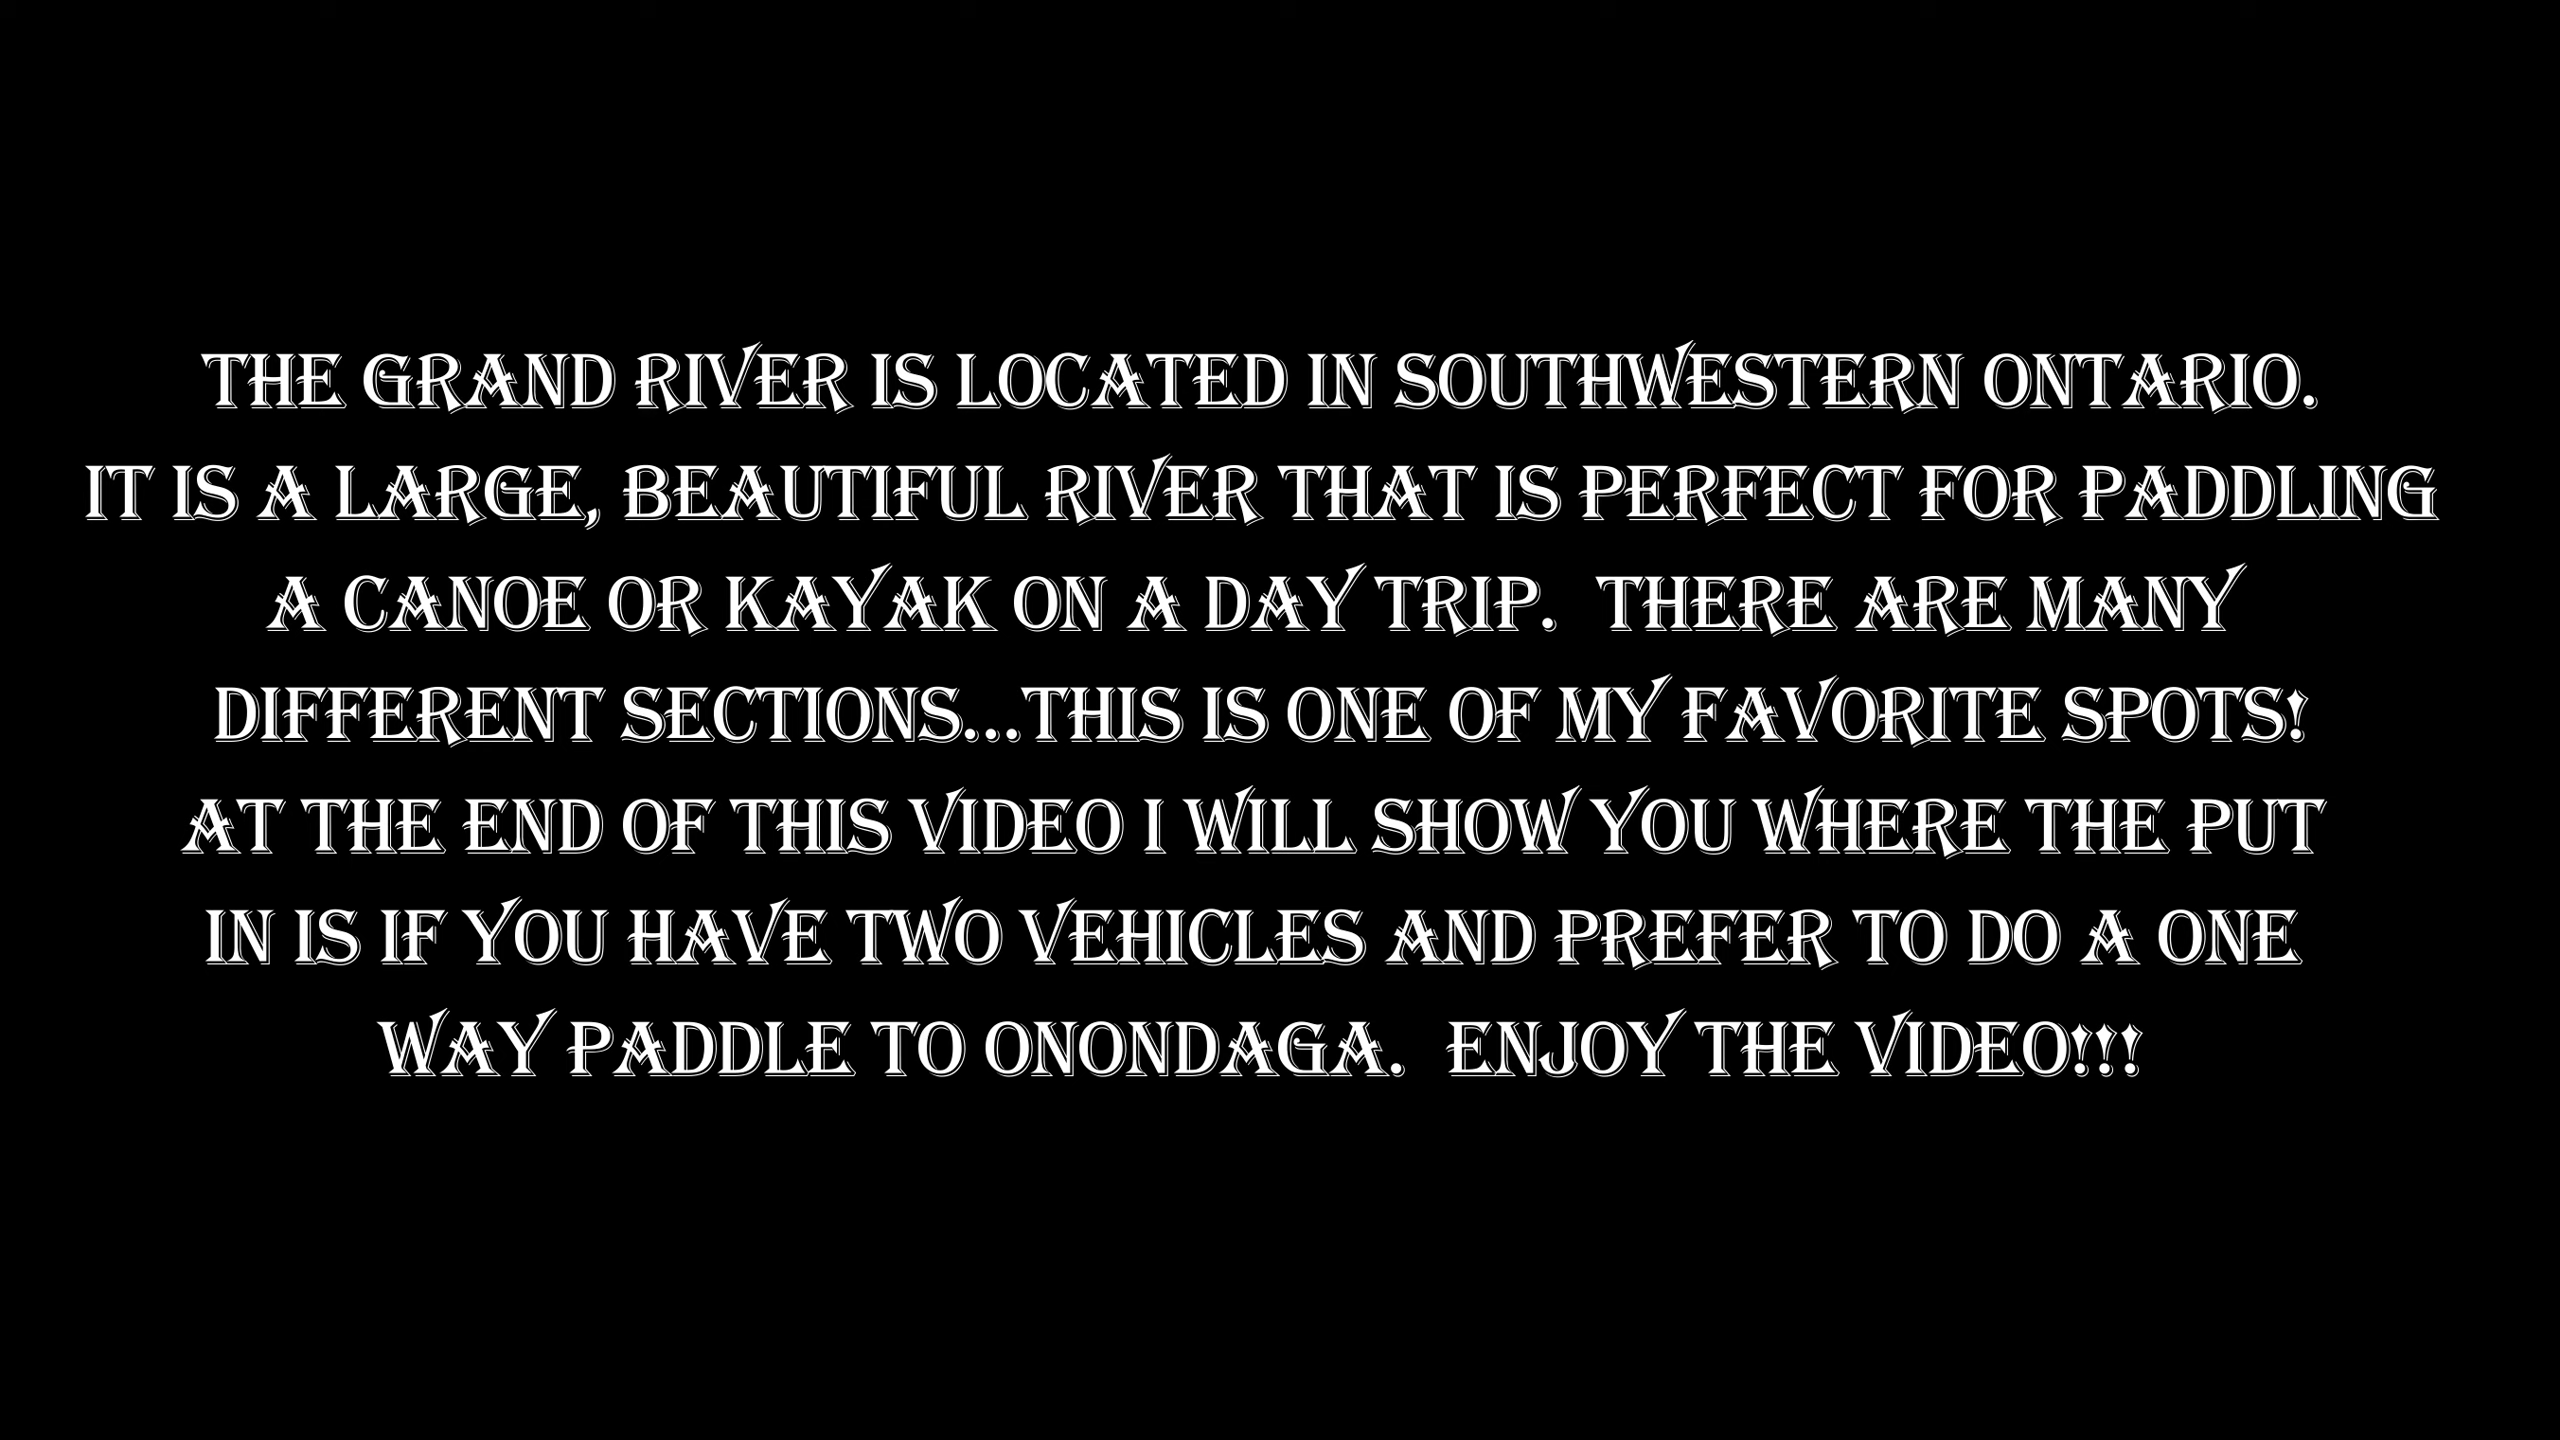 THE GRAND RIVER IS LOCATED IN SOUTHWESTERN ONTARIO.
IT IS A LARGE, BEAUTIFUL RIVER THAT IS PERFECT FOR PADDLING
A CANOE OR KAYAK ON A DAY TRIP.  THERE ARE MANY
DIFFERENT SECTIONS...THIS IS ONE OF MY FAVORITE SPOTS!
AT THE END OF THIS VIDEO I WILL SHOW YOU WHERE THE PUT
IN IS IF YOU HAVE TWO VEHICLES AND PREFER TO DO A ONE
WAY PADDLE TO ONONDAGA.  ENJOY THE VIDEO!!!